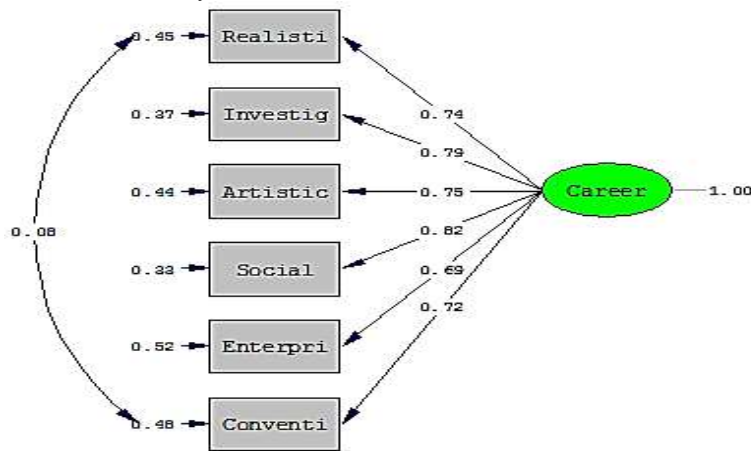 0.45 Realisti
0.74
0.37 Investig
0.79
0.44 Artistic 0.75 Career 1.00
0.82
0.08
0.33 Social
0.69
0.72
0.52 Enterpri
0.48 Conventi